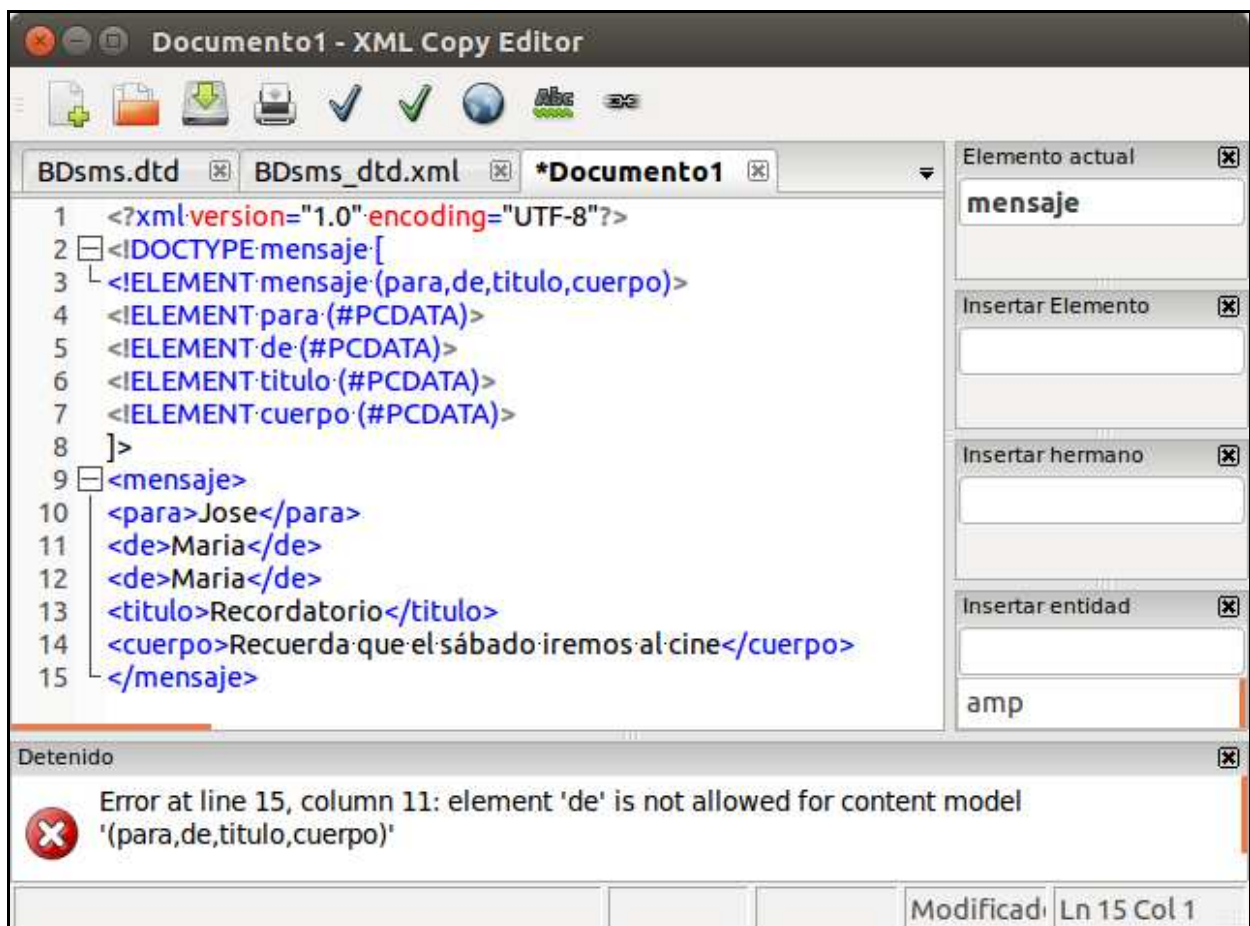 Documento1 - XML Copy Editor
Abc
BDsms.dtd BDsms_dtd.xml *Documento1
1 <?xml version="1.0" encoding="UTF-8"?>
2 <!DOCTYPE mensaje [
3 <!ELEMENT mensaje (para,de,titulo,cuerpo)>
4 <!ELEMENT para (#PCDATA)>
5 <!ELEMENT de (#PCDATA)>
6 <!ELEMENT titulo (#PCDATA)>
7 <!ELEMENT cuerpo (#PCDATA)>
8 ]>
9 <mensaje>
10 <para>Jose</para>
11 <de>Maria</de>
12 <de>Maria</de>
13 <titulo>Recordatorio</titulo>
14 <cuerpo>Recuerda que el sábado iremos al cine</cuerpo>
15 </mensaje>
Elemento actual
mensaje
Insertar Elemento
Insertar hermano
Insertar entidad
amp
Detenido
Error at line 15, column 11: element 'de' is not allowed for content model
'(para,de,titulo,cuerpo)'
Modificad Ln 15 Col 1